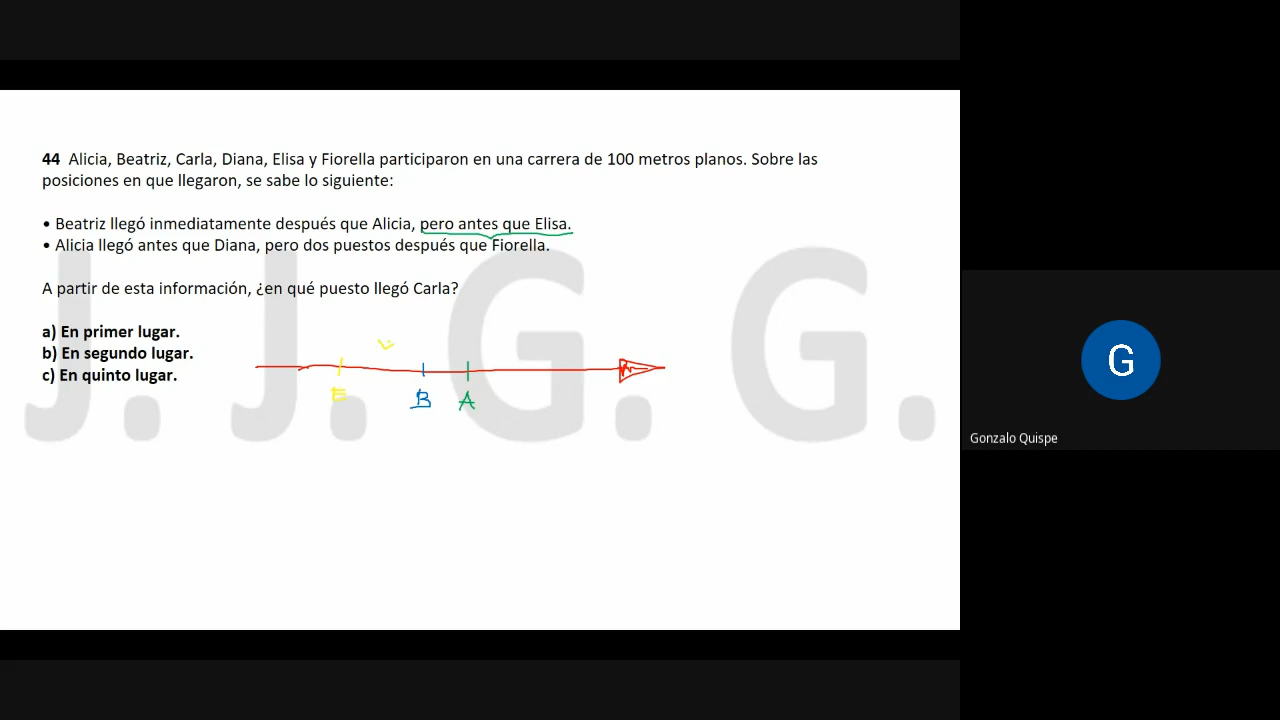 44 Alicia, Beatriz, Carla, Diana, Elisa y Fiorella participaron en una carrera de 100 metros planos. Sobre las
posiciones en que llegaron, se sabe lo siguiente:
• Beatriz llegó inmediatamente después que Alicia, pero antes que Elisa.
• Alicia llegó antes que Diana, pero dos puestos después que Fiorella.
A partir de esta información, ¿en qué puesto llegó Carla?
a) En primer lugar.
b) En segundo lugar.
c) En quinto lugar.
E B A
J. J. G. G.
G
Gonzalo Quispe